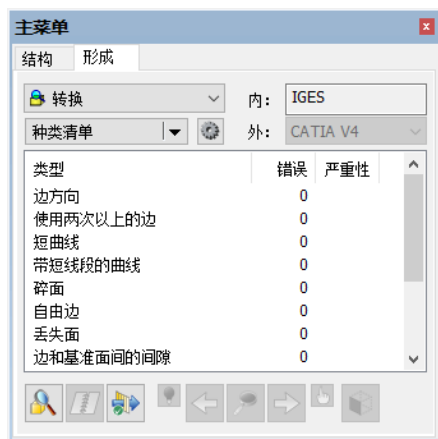 主菜单
结构 形成
转换 内: IGES
种类清单 外: CATIA V4
类型 错误 严重性
边方向 0
使用两次以上的边 0
短曲线 0
带短线段的曲线 0
碎面 0
自由边 0
丢失面 0
边和基准面间的间隙 0